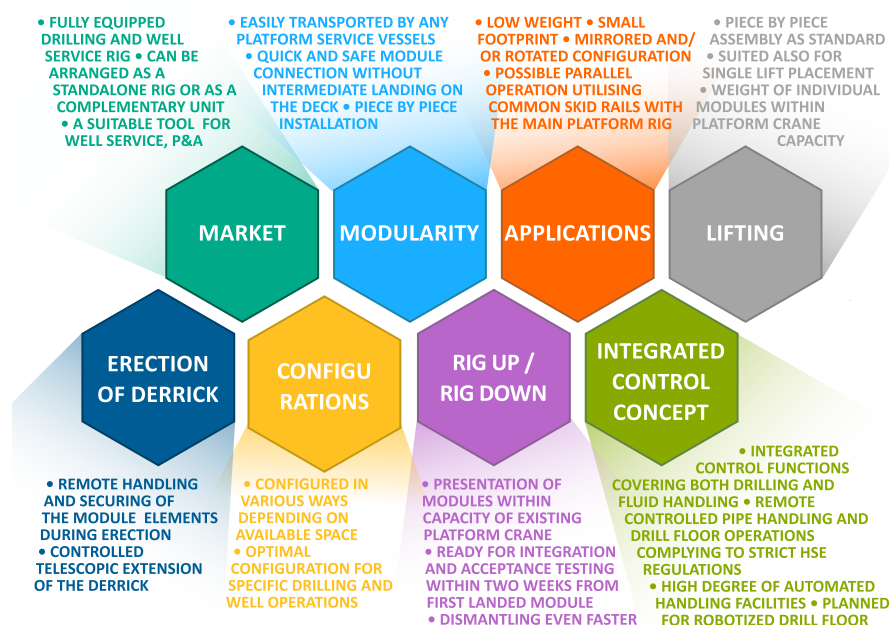 • FULLY EQUIPPED
DRILLING AND WELL
SERVICE RIG • CAN BE
ARRANGED AS A
STANDALONE RIG OR AS A
COMPLEMENTARY UNIT
• A SUITABLE TOOL FOR
WELL SERVICE, P&A
• EASILY TRANSPORTED BY ANY
PLATFORM SERVICE VESSELS
• QUICK AND SAFE MODULE
CONNECTION WITHOUT
INTERMEDIATE LANDING ON
THE DECK • PIECE BY PIECE
INSTALLATION
• LOW WEIGHT • SMALL
FOOTPRINT • MIRRORED AND/
OR ROTATED CONFIGURATION
• POSSIBLE PARALLEL
OPERATION UTILISING
COMMON SKID RAILS WITH
THE MAIN PLATFORM RIG
• PIECE BY PIECE
ASSEMBLY AS STANDARD
• SUITED ALSO FOR
SINGLE LIFT PLACEMENT
• WEIGHT OF INDIVIDUAL
MODULES WITHIN
PLATFORM CRANE
CAPACITY
MARKET
MODULARITY
APPLICATIONS
LIFTING
ERECTION
OF DERRICK
CONFIGU
RATIONS
RIG UP /
RIG DOWN
INTEGRATED
CONTROL
CONCEPT
• REMOTE HANDLING
AND SECURING OF
THE MODULE ELEMENTS
DURING ERECTION
• CONTROLLED
TELESCOPIC EXTENSION
OF THE DERRICK
• CONFIGURED IN
VARIOUS WAYS
DEPENDING ON
AVAILABLE SPACE
• OPTIMAL
CONFIGURATION FOR
SPECIFIC DRILLING AND
WELL OPERATIONS
• PRESENTATION OF
MODULES WITHIN
CAPACITY OF EXISTING
PLATFORM CRANE
• READY FOR INTEGRATION
AND ACCEPTANCE TESTING
WITHIN TWO WEEKS FROM
FIRST LANDED MODULE
• DISMANTLING EVEN FASTER
• INTEGRATED
CONTROL FUNCTIONS
COVERING BOTH DRILLING AND
FLUID HANDLING • REMOTE
CONTROLLED PIPE HANDLING AND
DRILL FLOOR OPERATIONS
COMPLYING TO STRICT HSE
REGULATIONS
• HIGH DEGREE OF AUTOMATED
HANDLING FACILITIES • PLANNED
FOR ROBOTIZED DRILL FLOOR